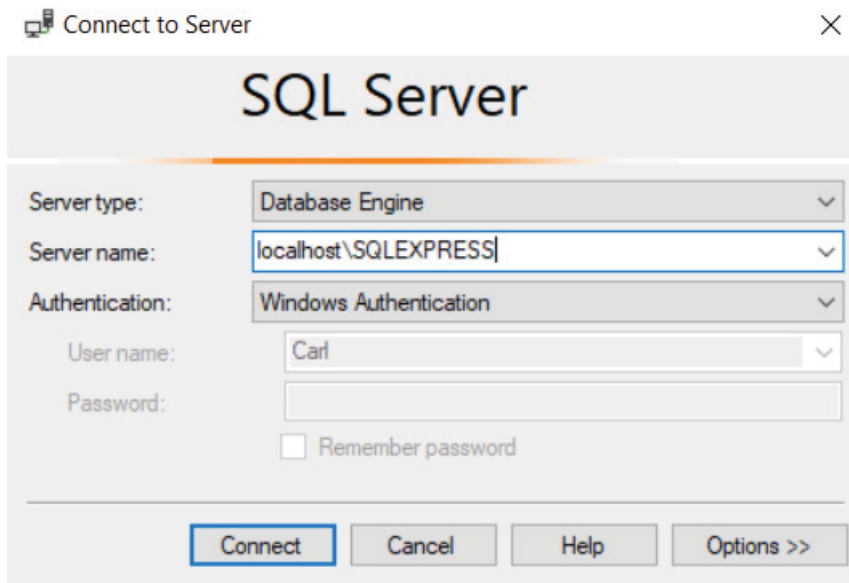 Connect to Server
SQL Server
Server type: Database Engine
Server name: localhost\SQLEXPRESS
Authentication: Windows Authentication
User name: Carl
Password:
Remember password
Connect Cancel Help Options >>